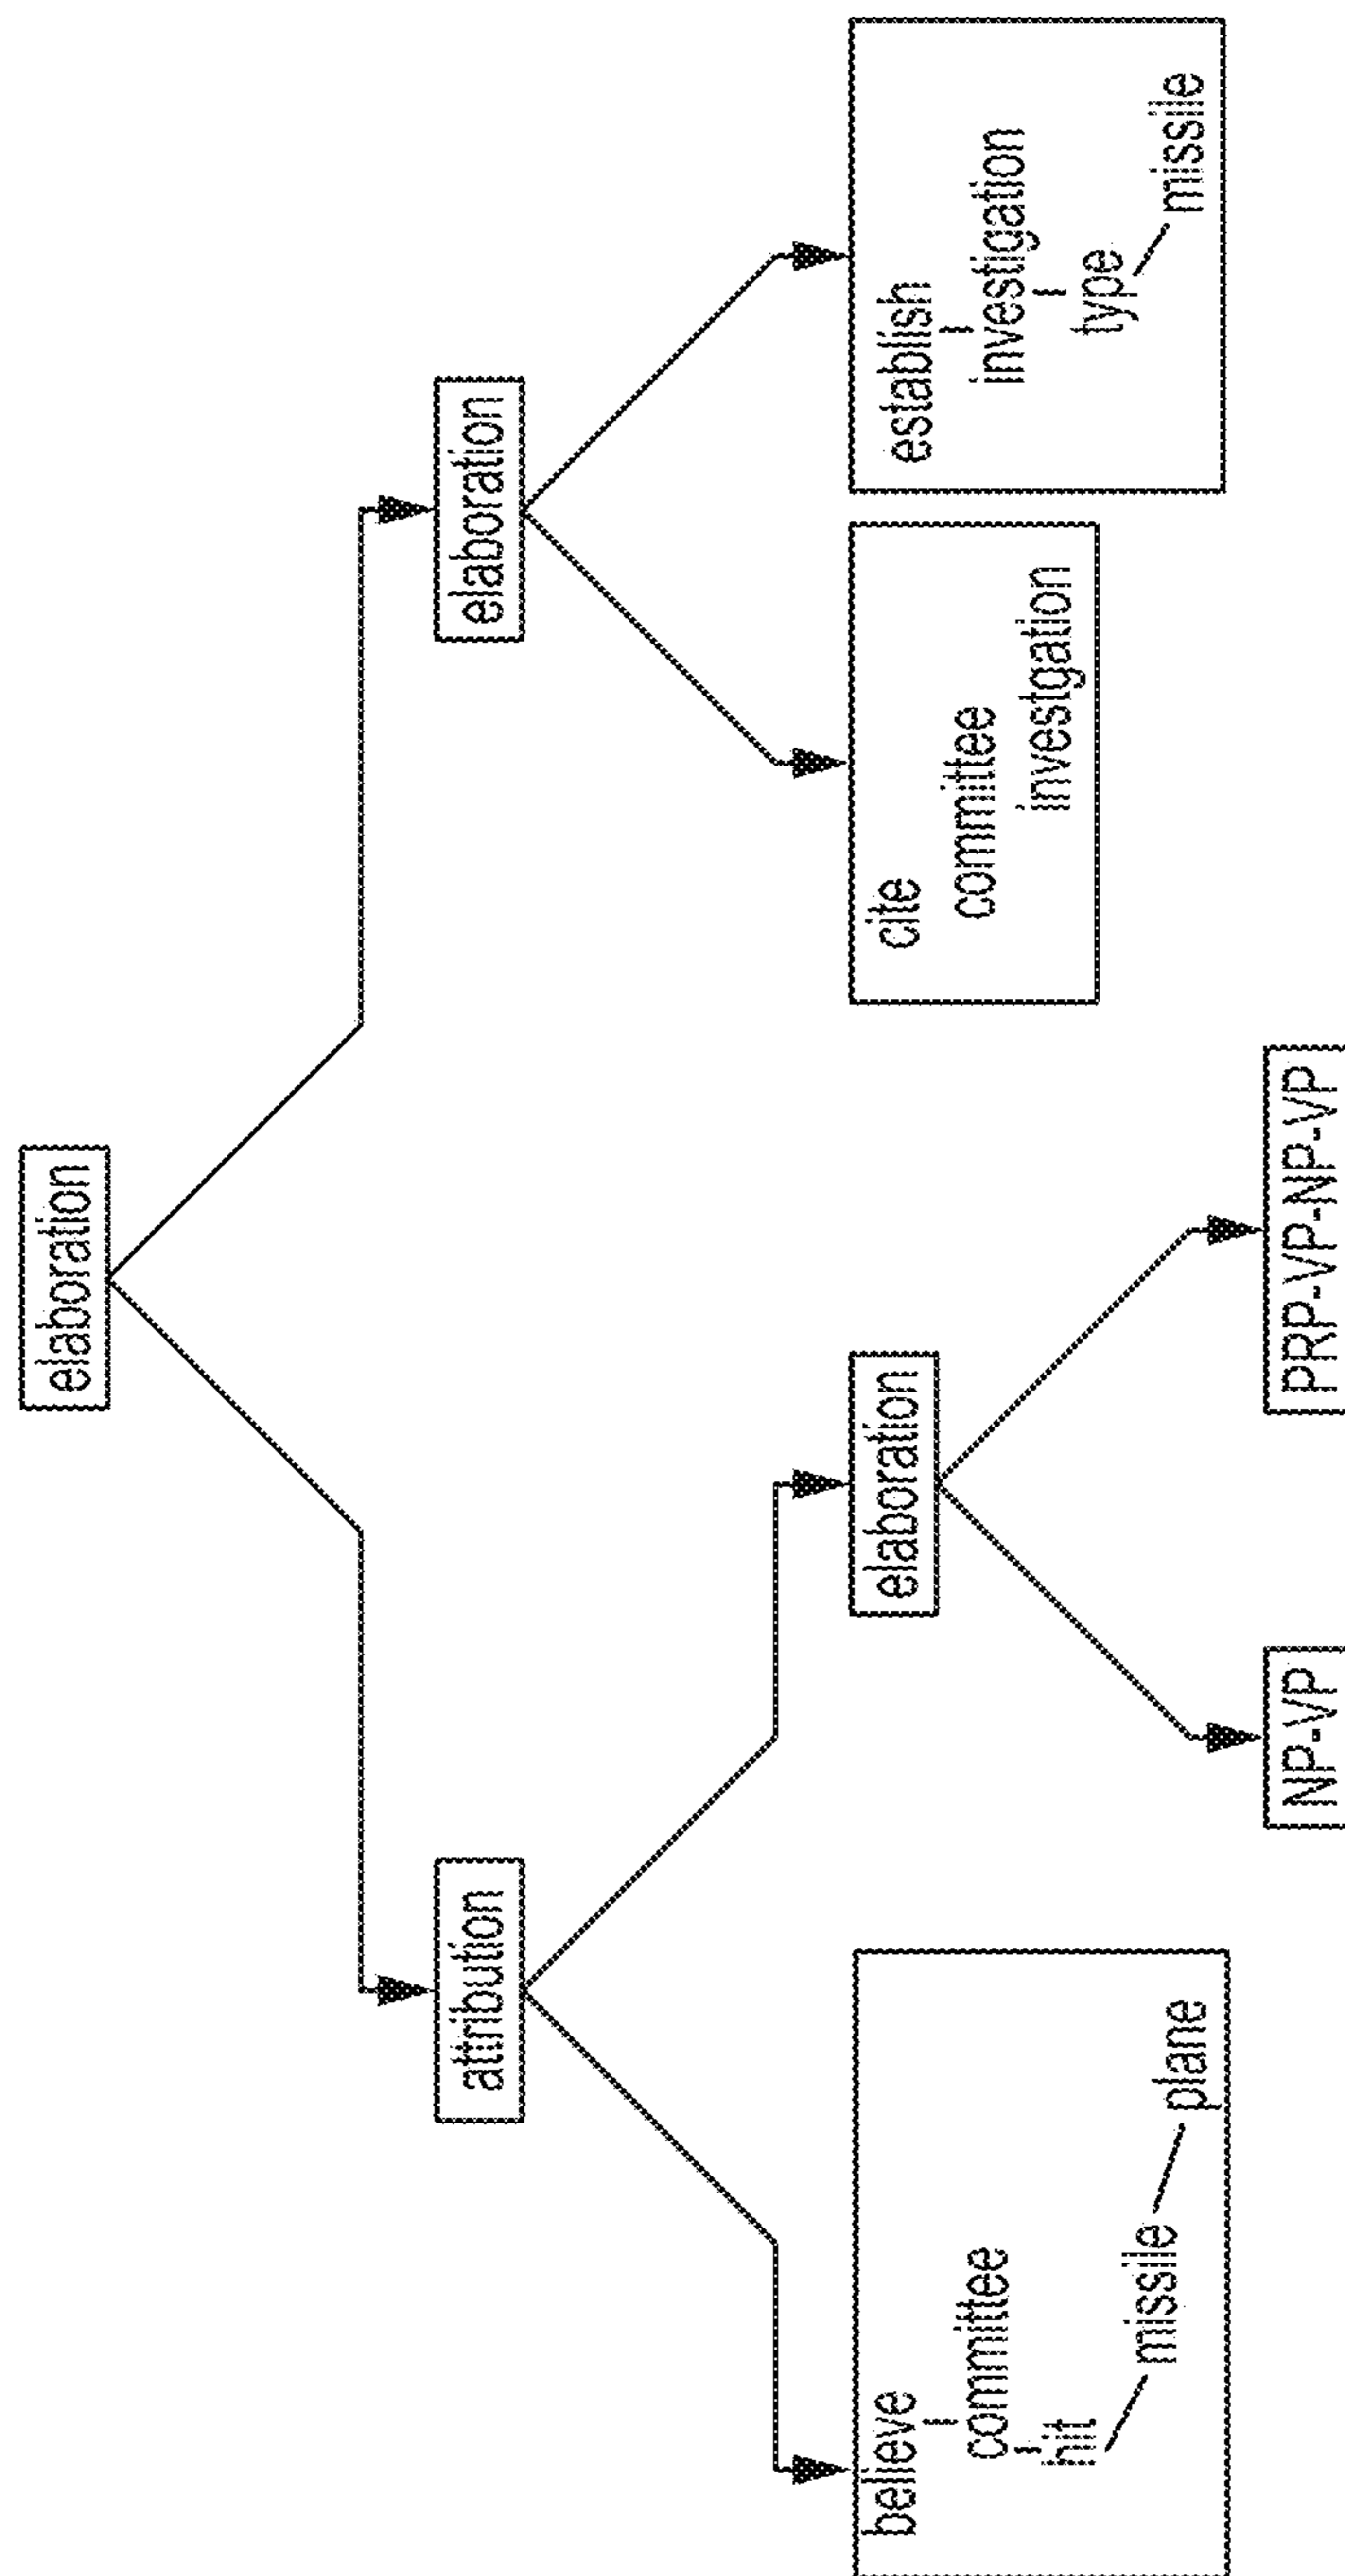 elaboration
attribution
elaboration
believe
committee
hit
missile
plane
elaboration
cite
committee
investgation
establish
investigation
type
missile
NP-VP
PRP-VP-NP-VP